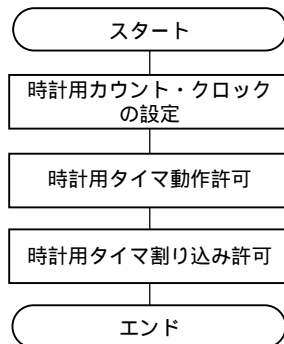 スタート
時計用カウント・クロック
の設定
時計用タイマ動作許可
時計用タイマ割り込み許可
エンド